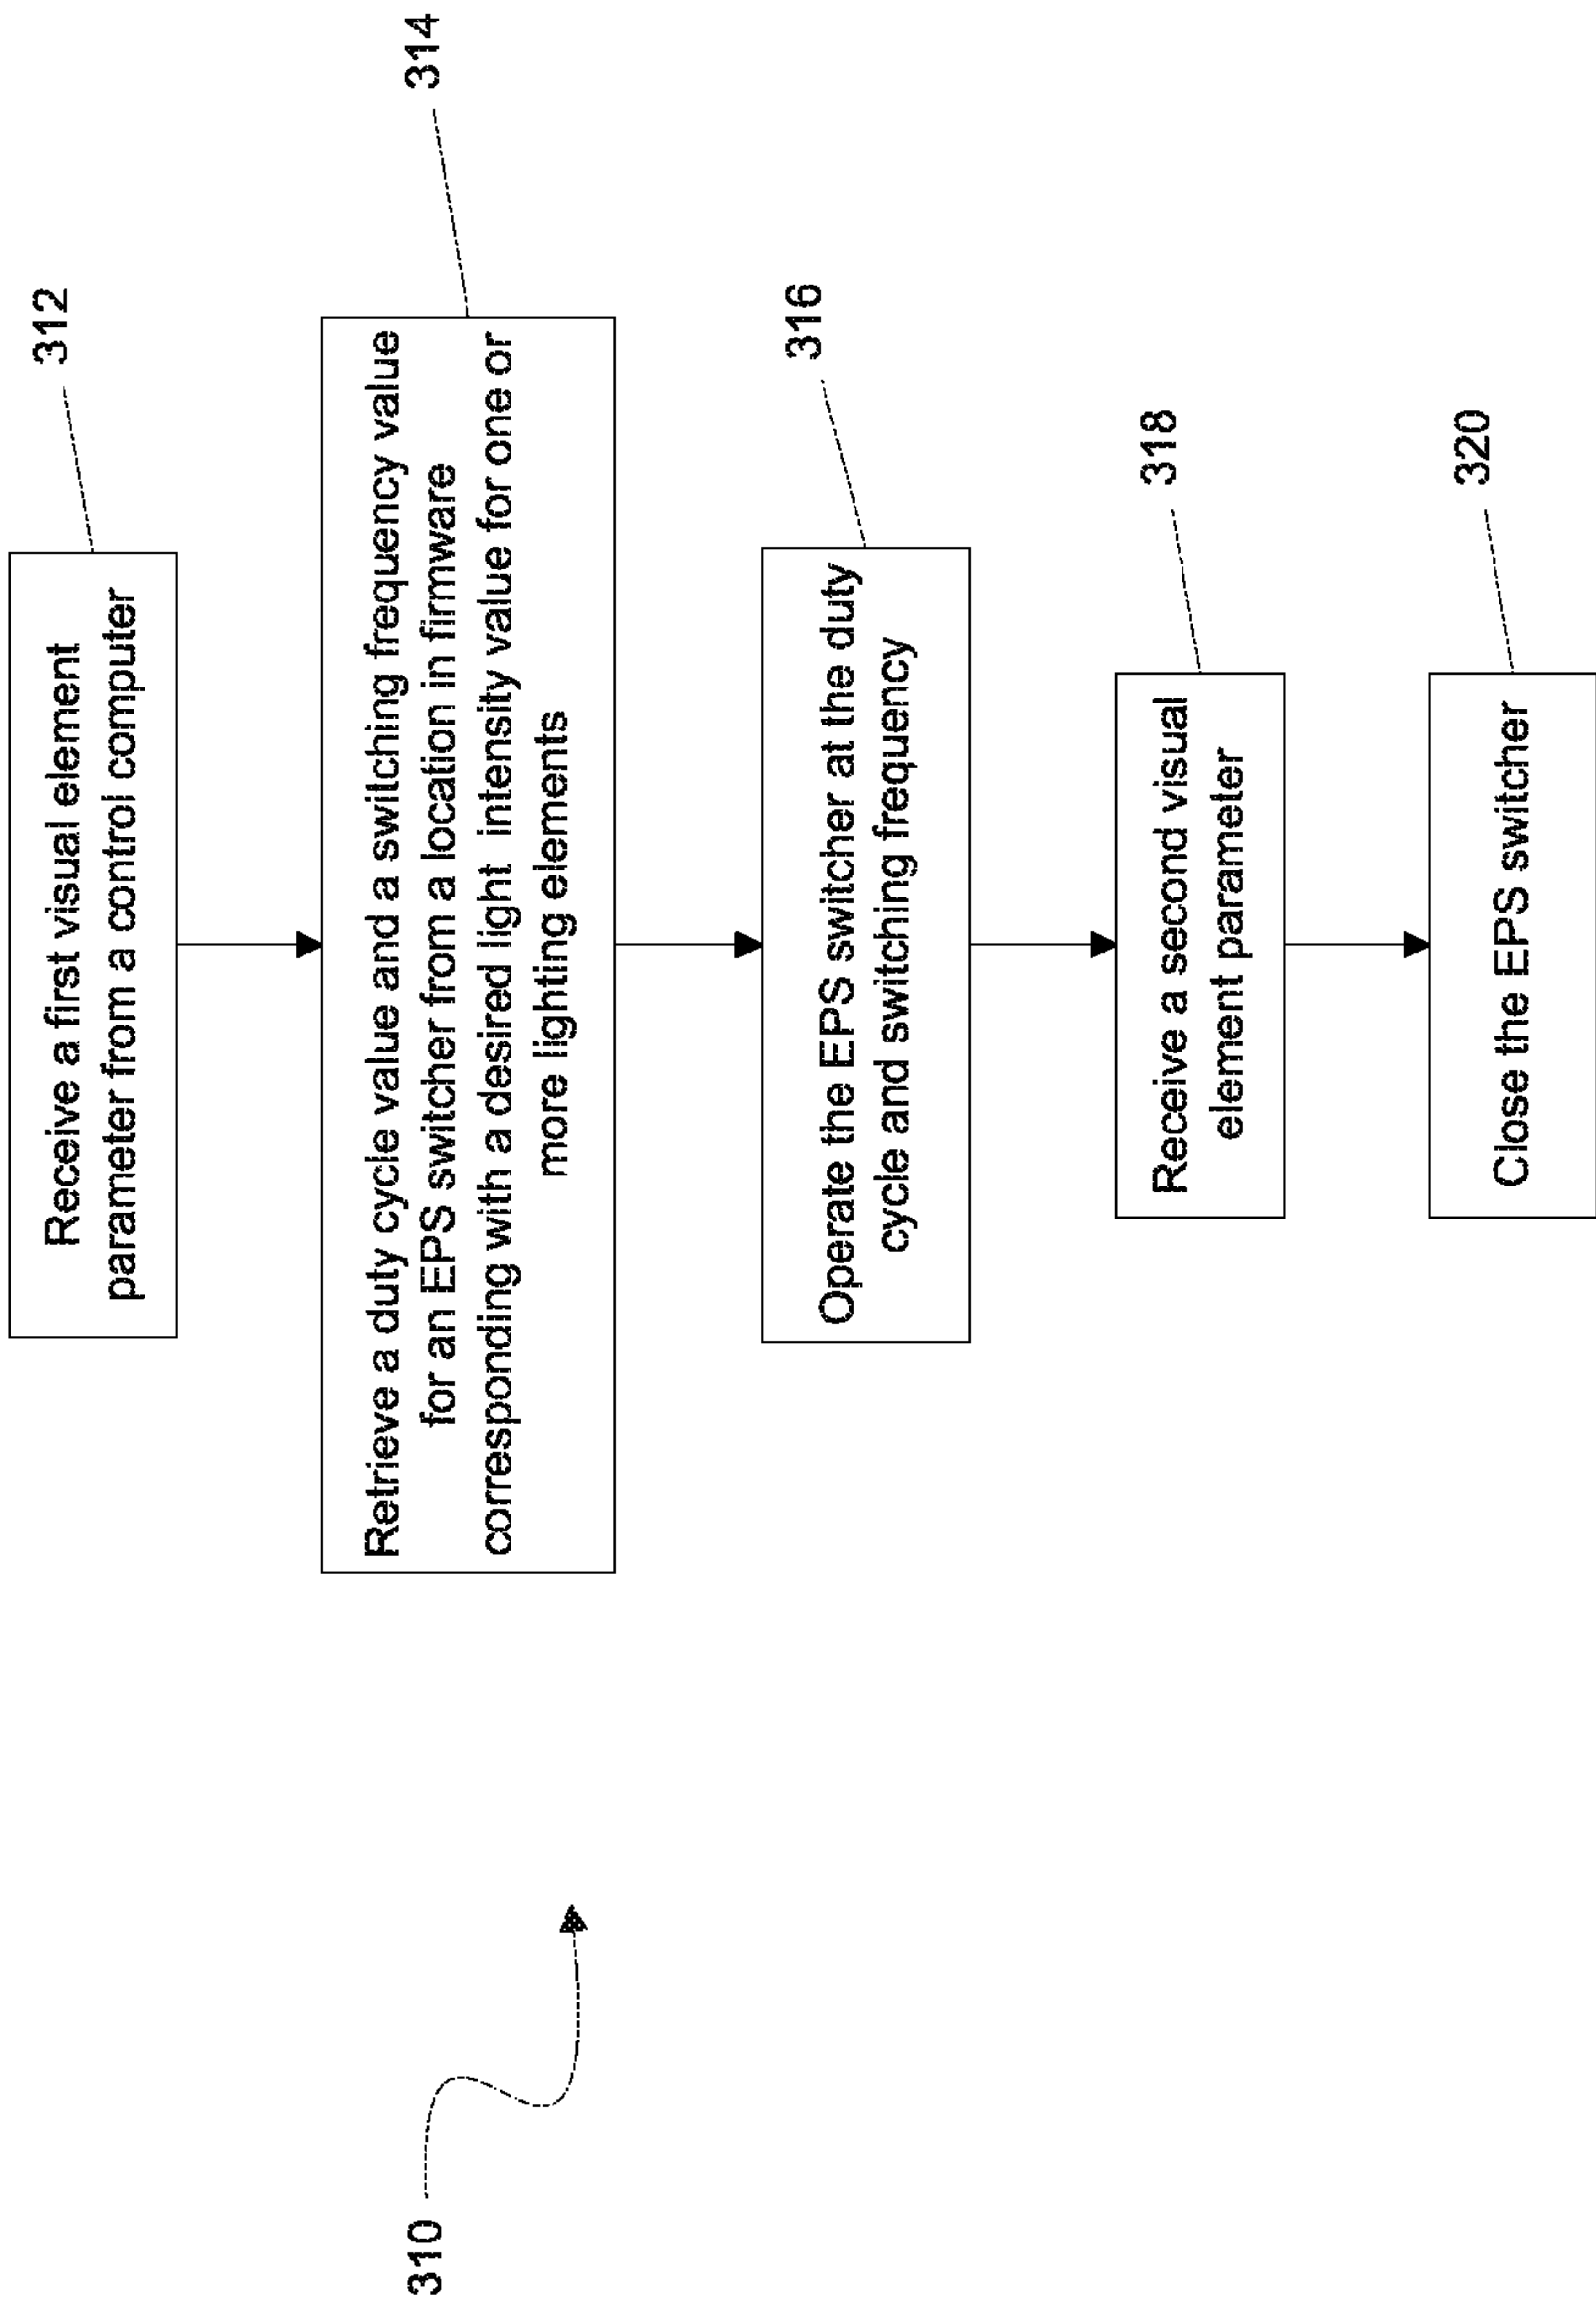 310
312
Receive a first visual element
parameter from a control computer
314
Retrieve a duty cycle value and a switching frequency value
for an EPS switcher from a location in firmware
corresponding with a desired light intensity value for one or
more lighting elements
316
Operate the EPS switcher at the duty
cycle and switching frequency
318
Receive a second visual
element parameter
320
Close the EPS switcher